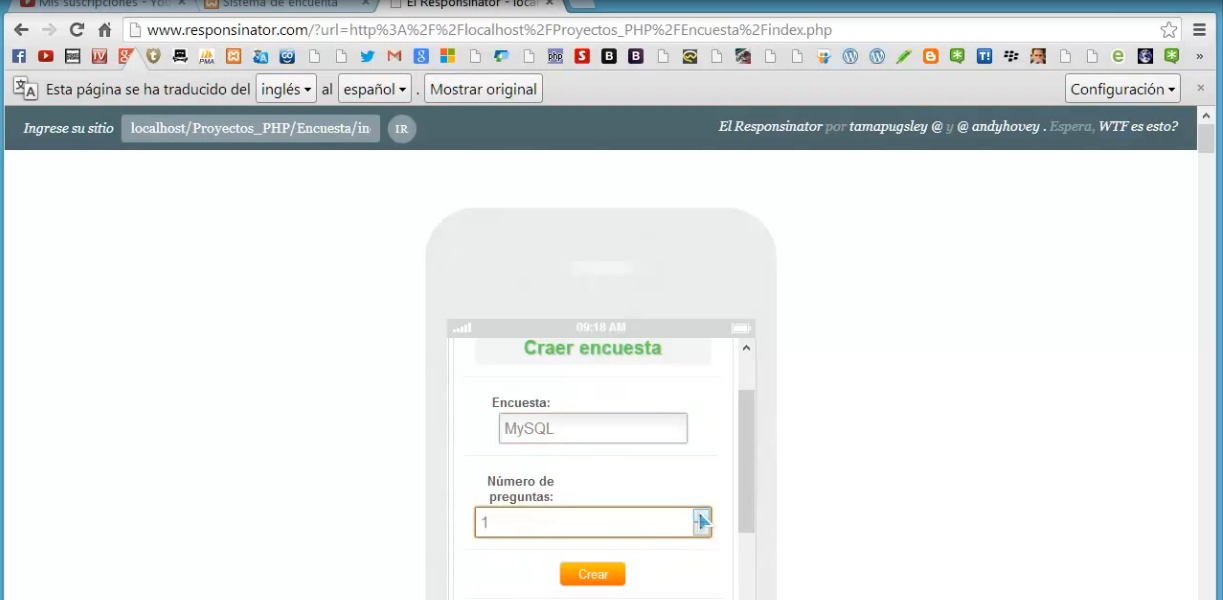 Mis suscripciones - You
Sistema de encuenta
El Responsinator - local
www.responsinator.com/?url=http%3A%2F%2Flocalhost%2FProyectos_PHP%2FEncuesta%2Findex.php
Esta página se ha traducido del inglés al español . Mostrar original Configuración
Ingrese su sitio localhost/Proyectos_PHP/Encuesta/in IR El Responsinator por tamapugsley @ y @ andyhovey . Espera, WTF es esto?
09:18 AM
Craer encuesta
Encuesta:
MySQL
Número de
preguntas:
1
Crear